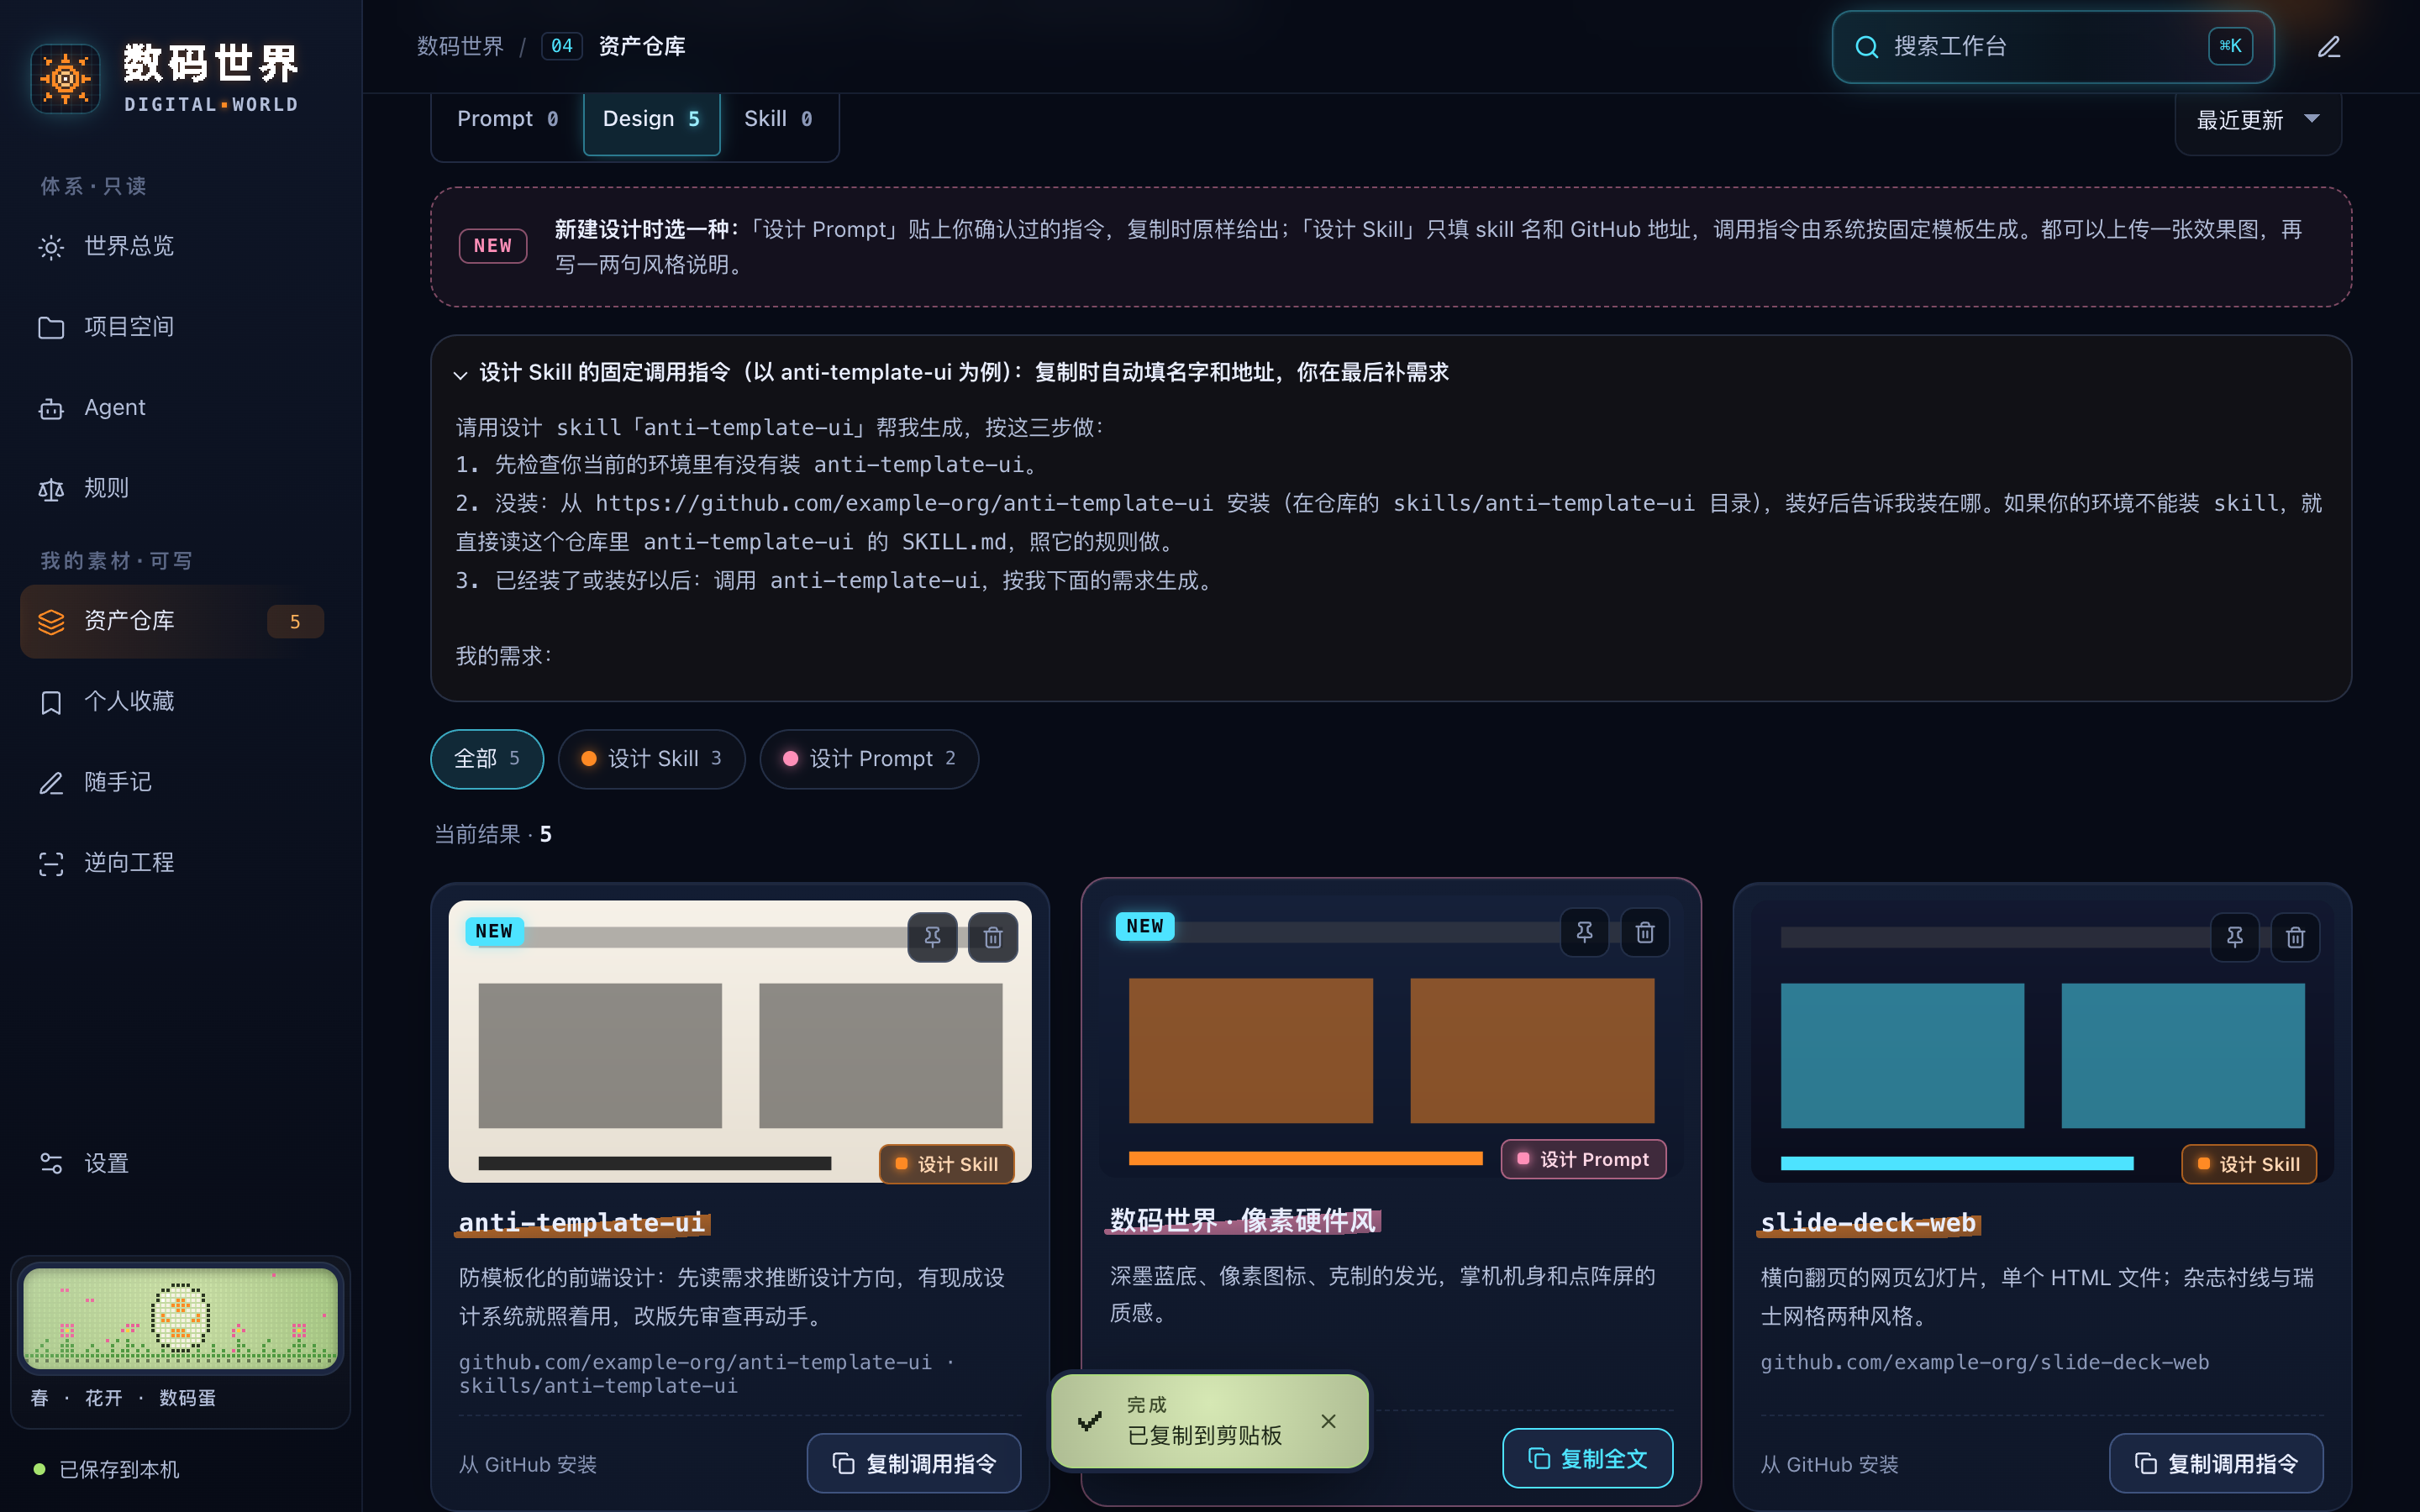 数码世界
DIGITAL·WORLD
体系·只读
世界总览
项目空间
Agent
规则
我的素材·可写
资产仓库 5
个人收藏
随手记
逆向工程
设置
春 · 花开 · 数码蛋
已保存到本机
数码世界 / 04 资产仓库
搜索工作台 ⌘K
Prompt 0 Design 5 Skill 0
最近更新
NEW
新建设计时选一种：「设计 Prompt」贴上你确认过的指令，复制时原样给出；「设计 Skill」只填 skill 名和 GitHub 地址，调用指令由系统按固定模板生成。都可以上传一张效果图，再
写一两句风格说明。
设计 Skill 的固定调用指令（以 anti-template-ui 为例）：复制时自动填名字和地址，你在最后补需求
请用设计 skill「anti-template-ui」帮我生成，按这三步做：
1. 先检查你当前的环境里有没有装 anti-template-ui。
2. 没装：从 https://github.com/example-org/anti-template-ui 安装（在仓库的 skills/anti-template-ui 目录），装好后告诉我装在哪。如果你的环境不能装 skill，就
直接读这个仓库里 anti-template-ui 的 SKILL.md，照它的规则做。
3. 已经装了或装好以后：调用 anti-template-ui，按我下面的需求生成。
我的需求：
全部 5 设计 Skill 3 设计 Prompt 2
当前结果 · 5
NEW
设计 Skill
anti-template-ui
防模板化的前端设计：先读需求推断设计方向，有现成设
计系统就照着用，改版先审查再动手。
github.com/example-org/anti-template-ui ·
skills/anti-template-ui
从 GitHub 安装
复制调用指令
NEW
设计 Prompt
数码世界 · 像素硬件风
深墨蓝底、像素图标、克制的发光，掌机机身和点阵屏的
质感。
复制全文
设计 Skill
slide-deck-web
横向翻页的网页幻灯片，单个 HTML 文件；杂志衬线与瑞
士网格两种风格。
github.com/example-org/slide-deck-web
从 GitHub 安装
复制调用指令
完成
已复制到剪贴板